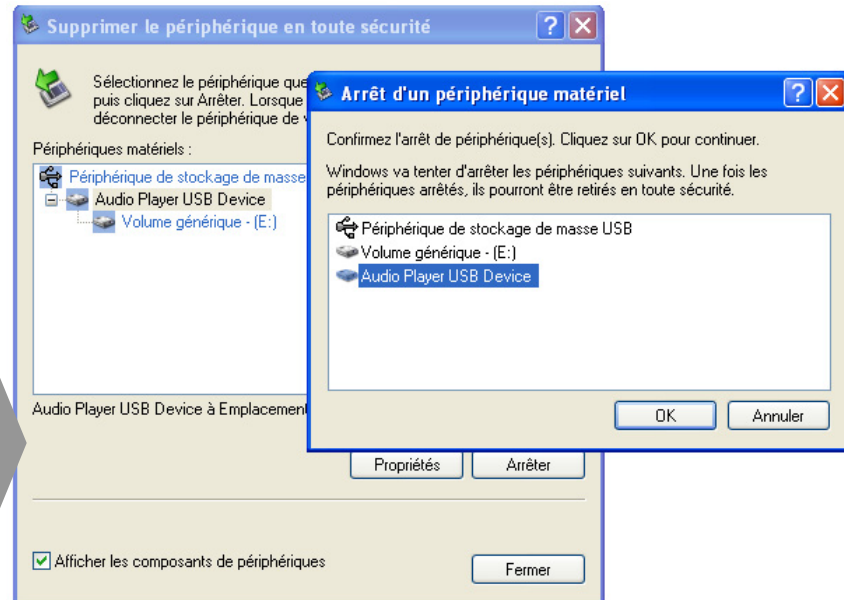 Supprimer le périphérique en toute sécurité
Sélectionnez le périphérique que
puis cliquez sur Arrêter. Lorsque
déconnecter le périphérique de
Périphériques matériels :
Périphérique de stockage de masse
Audio Player USB Device
Volume générique - (E:)
Audio Player USB Device à Emplacement
Propriétés
Arrêter
Afficher les composants de périphériques
Fermer
Arrêt d'un périphérique matériel
Confirmez l'arrêt de périphérique(s). Cliquez sur OK pour continuer.
Windows va tenter d'arrêter les périphériques suivants. Une fois les
périphériques arrêtés, ils pourront être retirés en toute sécurité.
Périphérique de stockage de masse USB
Volume générique - (E:)
Audio Player USB Device
OK
Annuler